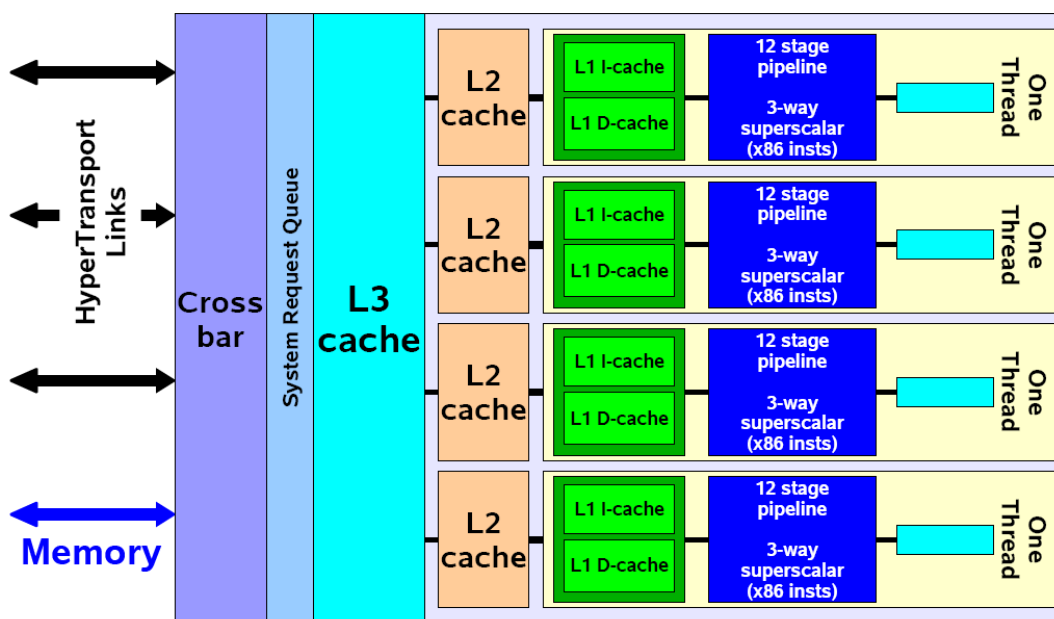 HyperTransport
Links
Memory
Cross
bar
System Request Queue
L3
cache
L2
cache
L1 I-cache
L1 D-cache
12 stage
pipeline
3-way
superscalar
(x86 insts)
One
Thread
L2
cache
L1 I-cache
L1 D-cache
12 stage
pipeline
3-way
superscalar
(x86 insts)
One
Thread
L2
cache
L1 I-cache
L1 D-cache
12 stage
pipeline
3-way
superscalar
(x86 insts)
One
Thread
L2
cache
L1 I-cache
L1 D-cache
12 stage
pipeline
3-way
superscalar
(x86 insts)
One
Thread